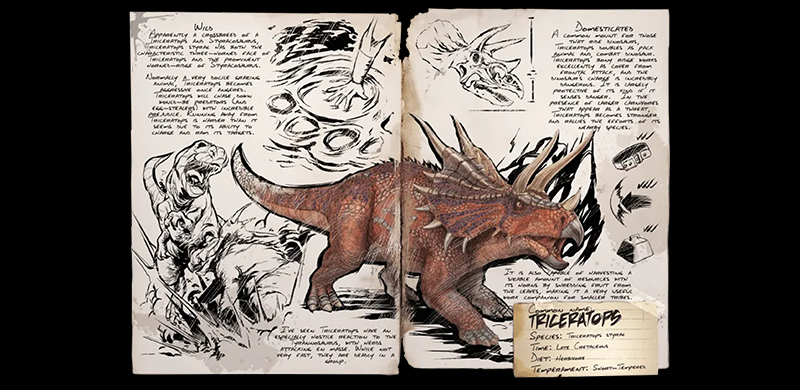 Wild
Apparently a crossbreed of a
Triceratops and Styracosaurus,
Triceratops styrax has both the
characteristic three-horned face of
Triceratops and the prominent
horned-ridge of Styracosaurus.
Normally a very docile grazing
animal, Triceratops becomes
aggressive once angered.
Triceratops will chase down
would-be predators (and
egg-stealers!) with incredible
prejudice. Running away from
Triceratops is harder than it
seems due to its ability to
charge and ram its targets.
I've seen Triceratops have an
especially hostile reaction to the
Tyrannosaurus, with herds
attacking en masse. While not
very fast, they are deadly in a
group.
Domesticated
A common mount for those
that ride dinosaurs,
Triceratops doubles as pack
animal and combat dinosaur.
Triceratops bony ridge works
excellently as cover from
frontal attack, and the
dinosaurs charge is incredibly
dangerous. It is largely
protective of its kind if it
senses danger. In the
presence of larger carnivores
that appear as a threat,
Triceratops becomes stronger
and rallies the efforts of its
nearby species.
It is also capable of harvesting a
sizable amount of resources with
its horns by shredding fruit from
the leaves, making it a very useful
work companion for smaller tribes.
Common name
Triceratops
Species: Triceratops styrax
Time: Late Cretaceous
Diet: Herbivore
Temperament: Short-Tempered